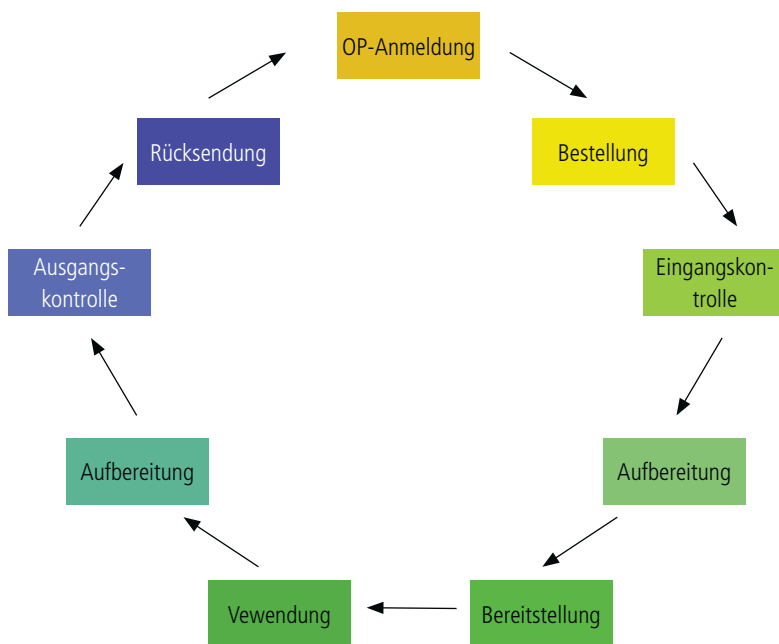 OP-Anmeldung
Bestellung
Eingangskon-
trolle
Aufbereitung
Bereitstellung
Vewendung
Aufbereitung
Ausgangs-
kontrolle
Rücksendung